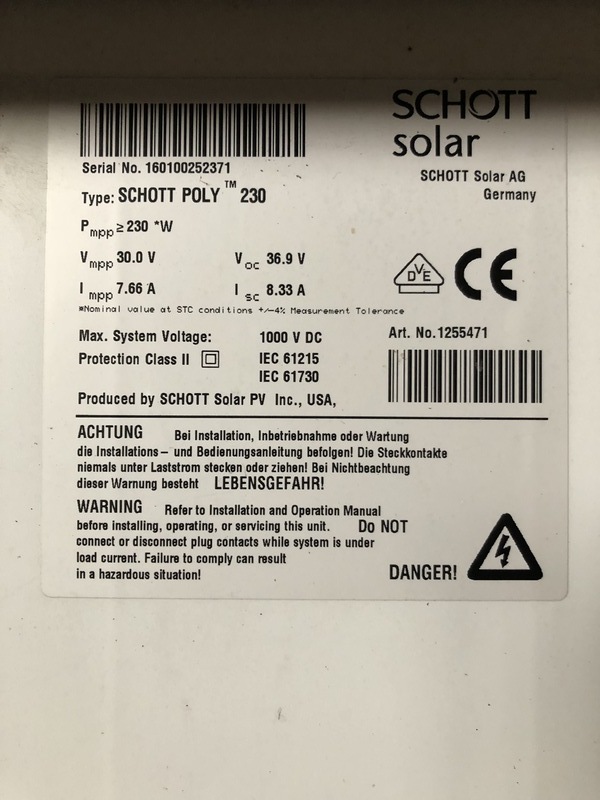 SCHOTT
solar
SCHOTT Solar AG
Germany
Serial No. 160100252371
Type: SCHOTT POLY™ 230
Pmpp ≥ 230 *W
Vmpp 30.0 V Voc 36.9 V
Impp 7.66 A Isc 8.33 A
*Nominal value at STC conditions +/-4% Measurement Tolerance
DVE
CE
Max. System Voltage: 1000 V DC
Art. No.1255471
Protection Class II IEC 61215
IEC 61730
Produced by SCHOTT Solar PV Inc., USA,
ACHTUNG Bei Installation, Inbetriebnahme oder Wartung
die Installations– und Bedienungsanleitung befolgen! Die Steckkontakte
niemals unter Laststrom stecken oder ziehen! Bei Nichtbeachtung
dieser Warnung besteht LEBENSGEFAHR!
WARNING Refer to Installation and Operation Manual
before installing, operating, or servicing this unit. Do NOT
connect or disconnect plug contacts while system is under
load current. Failure to comply can result
in a hazardous situation!
DANGER!